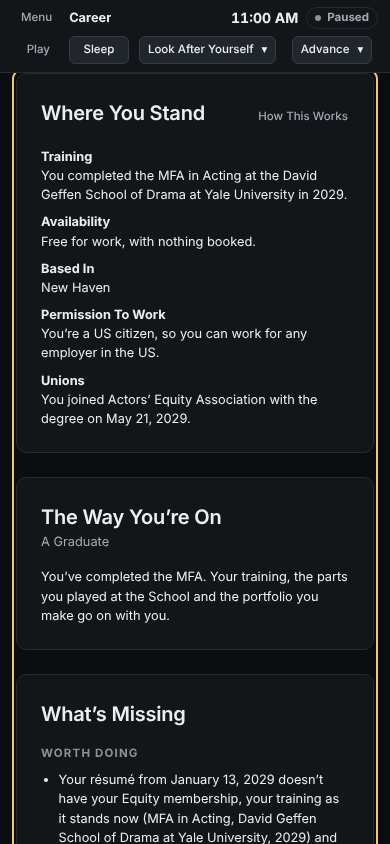 Menu Career 11:00 AM Paused
Play Sleep Look After Yourself ▾ Advance ▾
Where You Stand How This Works
Training
You completed the MFA in Acting at the David
Geffen School of Drama at Yale University in 2029.
Availability
Free for work, with nothing booked.
Based In
New Haven
Permission To Work
You’re a US citizen, so you can work for any
employer in the US.
Unions
You joined Actors’ Equity Association with the
degree on May 21, 2029.
The Way You’re On
A Graduate
You’ve completed the MFA. Your training, the parts
you played at the School and the portfolio you
make go on with you.
What’s Missing
WORTH DOING
• Your résumé from January 13, 2029 doesn’t
have your Equity membership, your training as
it stands now (MFA in Acting, David Geffen
School of Drama at Yale University, 2029) and